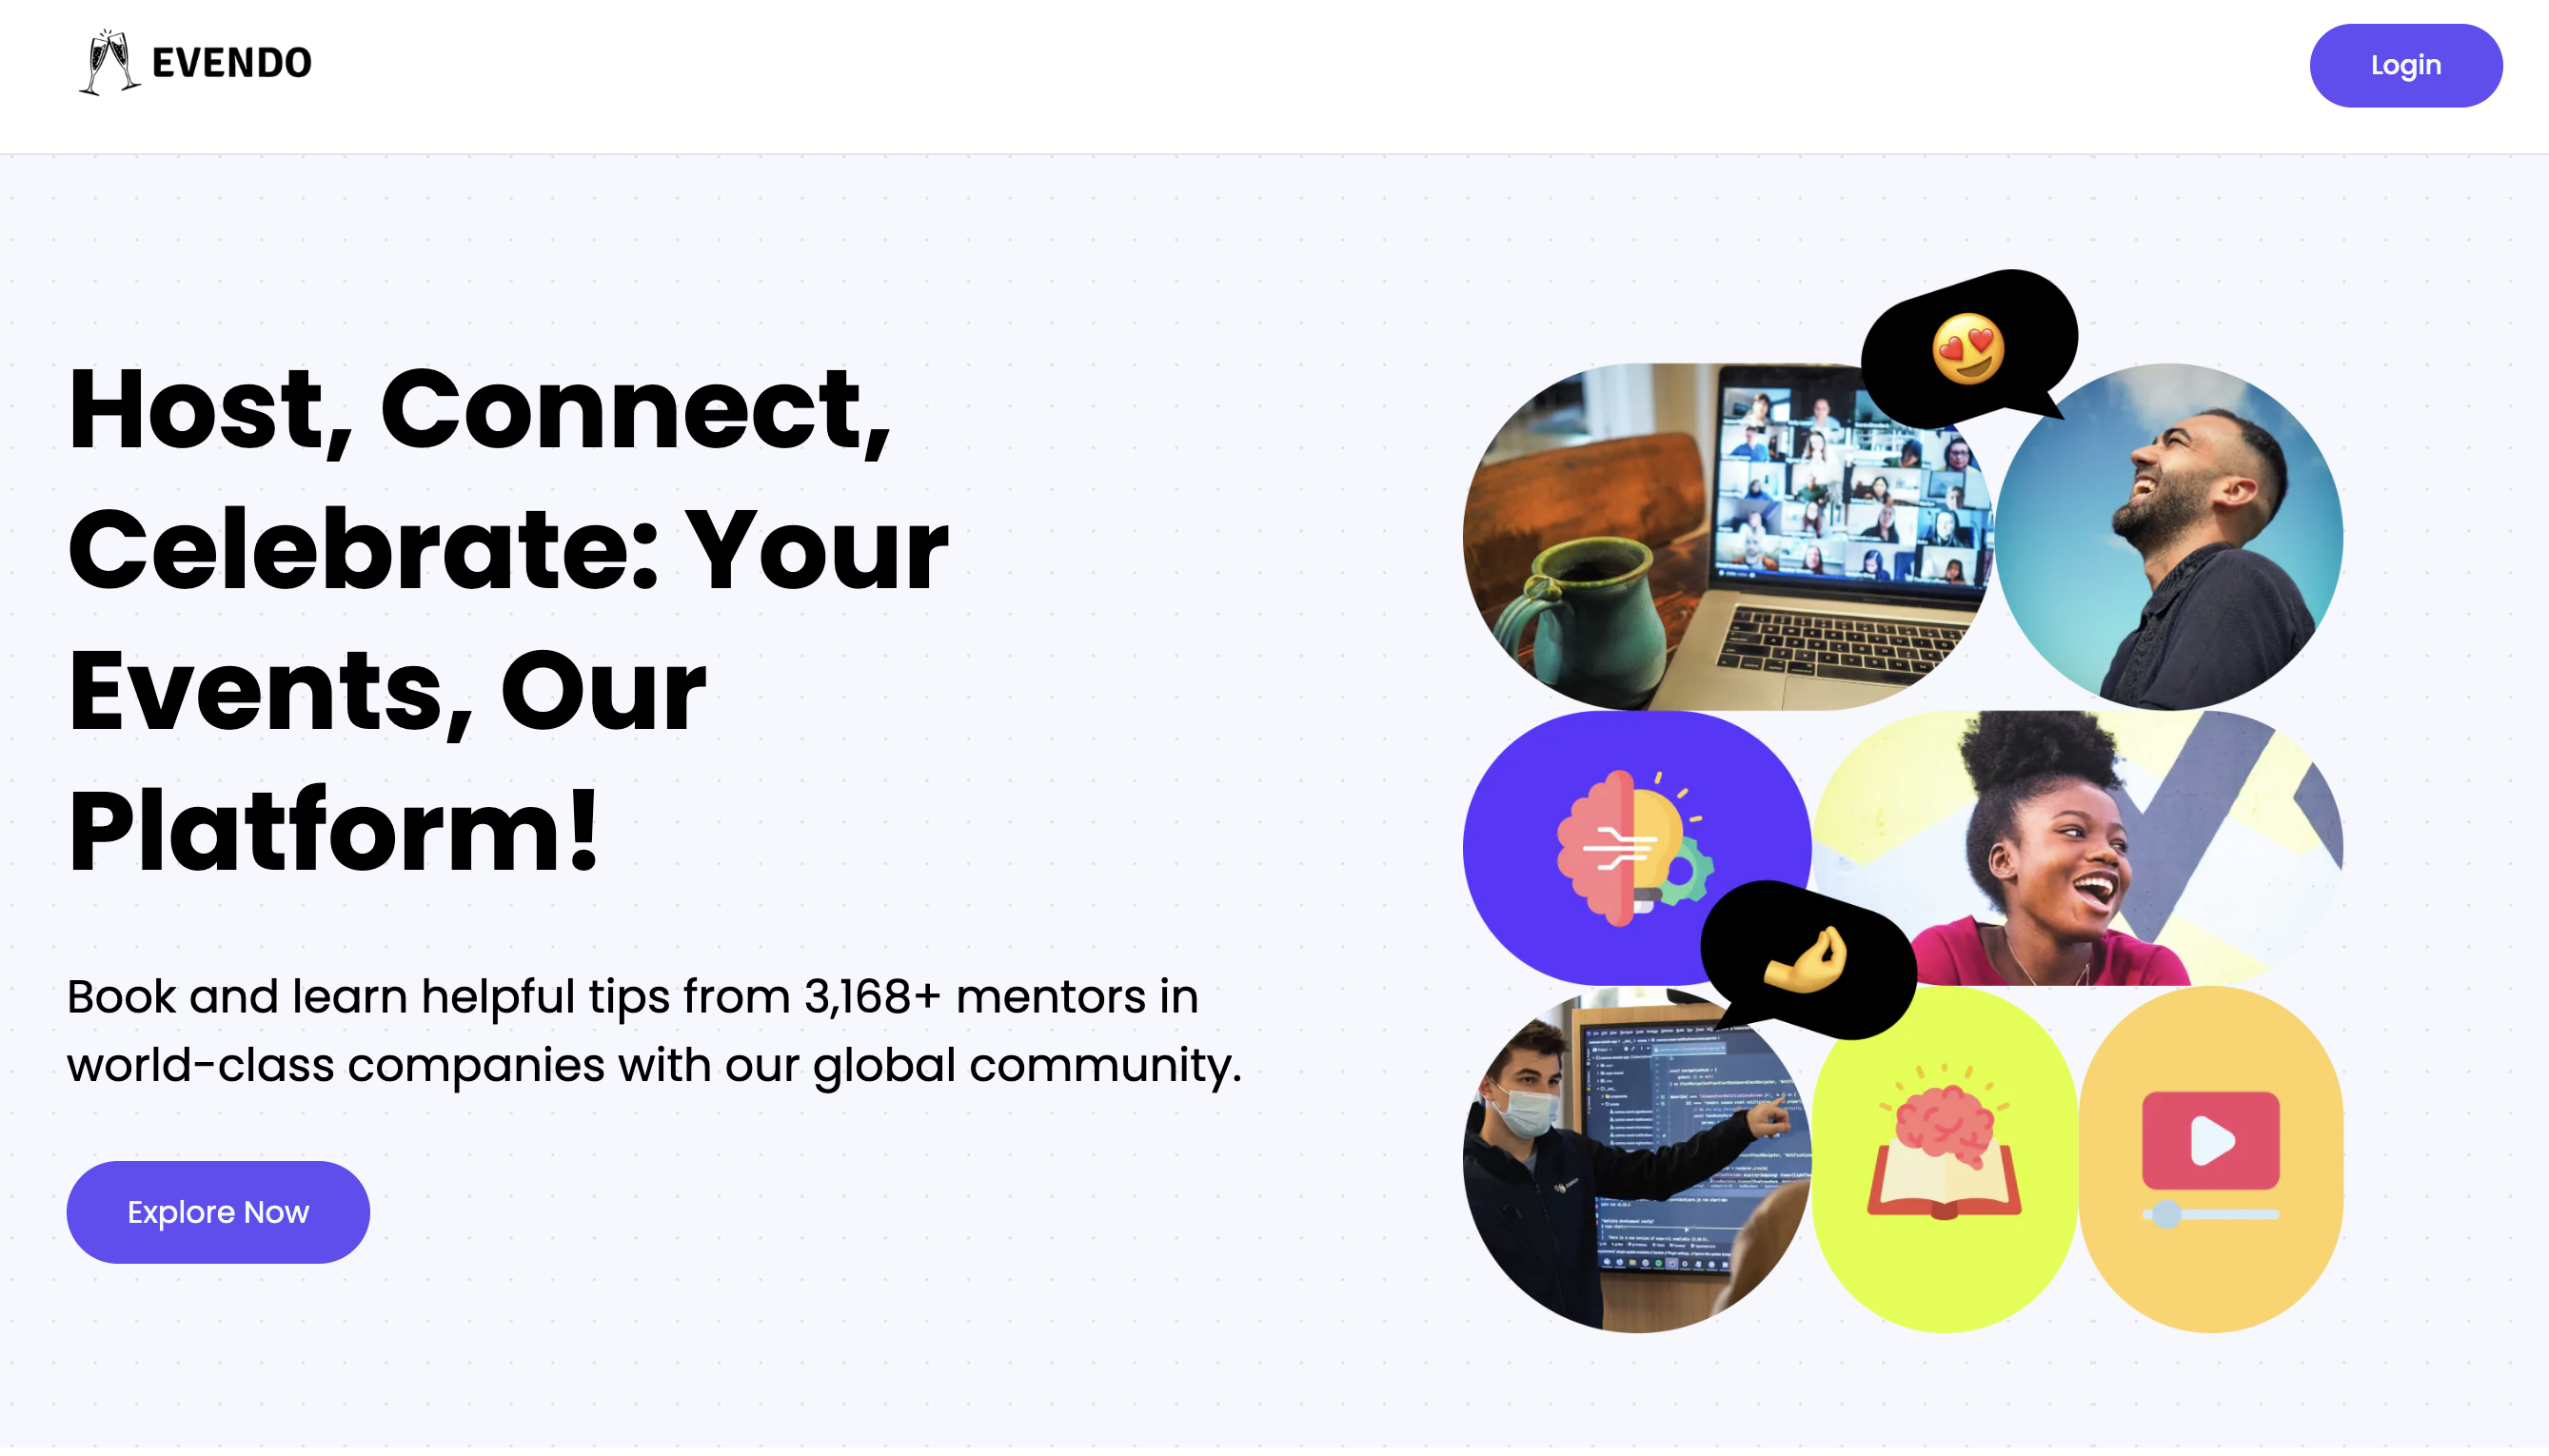 EVENDO
Login
Host, Connect,
Celebrate: Your
Events, Our
Platform!
Book and learn helpful tips from 3,168+ mentors in
world-class companies with our global community.
Explore Now